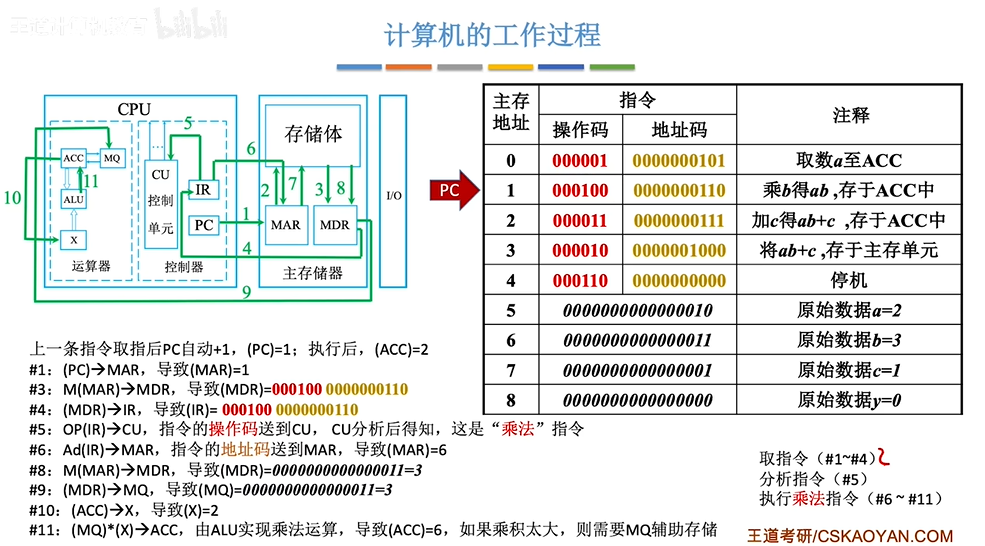 计算机的工作过程
bilibili
CPU
ACC
MQ
ALU
X
运算器
…
CU
控制
单元
IR
PC
控制器
存储体
MAR
MDR
主存储器
I/O
1
2
3
4
5
6
7
8
9
10
11
PC
主存地址 指令 注释
操作码 地址码
0 000001 0000000101 取数a至ACC
1 000100 0000000110 乘b得ab ,存于ACC中
2 000011 0000000111 加c得ab+c ,存于ACC中
3 000010 0000001000 将ab+c ,存于主存单元
4 000110 0000000000 停机
5 0000000000000010 原始数据a=2
6 0000000000000011 原始数据b=3
7 0000000000000001 原始数据c=1
8 0000000000000000 原始数据y=0
上一条指令取指后PC自动+1，(PC)=1；执行后，(ACC)=2
#1：(PC)→MAR，导致(MAR)=1
#3：M(MAR)→MDR，导致(MDR)=000100 0000000110
#4：(MDR)→IR，导致(IR)= 000100 0000000110
#5：OP(IR)→CU，指令的操作码送到CU， CU分析后得知，这是“乘法”指令
#6：Ad(IR)→MAR，指令的地址码送到MAR，导致(MAR)=6
#8：M(MAR)→MDR，导致(MDR)=0000000000000011=3
#9：(MDR)→MQ，导致(MQ)=0000000000000011=3
#10：(ACC)→X，导致(X)=2
#11：(MQ)*(X)→ACC，由ALU实现乘法运算，导致(ACC)=6，如果乘积太大，则需要MQ辅助存储
取指令（#1~#4）
分析指令（#5）
执行乘法指令（#6 ~ #11）
王道考研/CSKAOYAN.COM